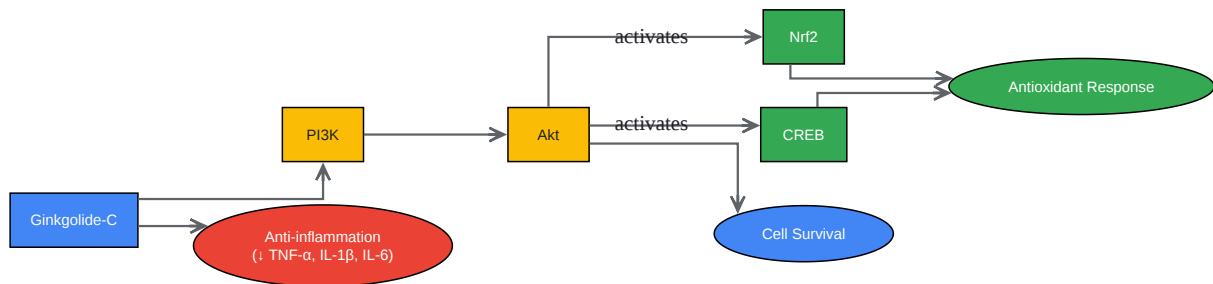 activates
Nrf2
Antioxidant Response
PI3K
Akt
activates
CREB
Ginkgolide-C
Anti-inflammation
(↓ TNF-α, IL-1β, IL-6)
Cell Survival